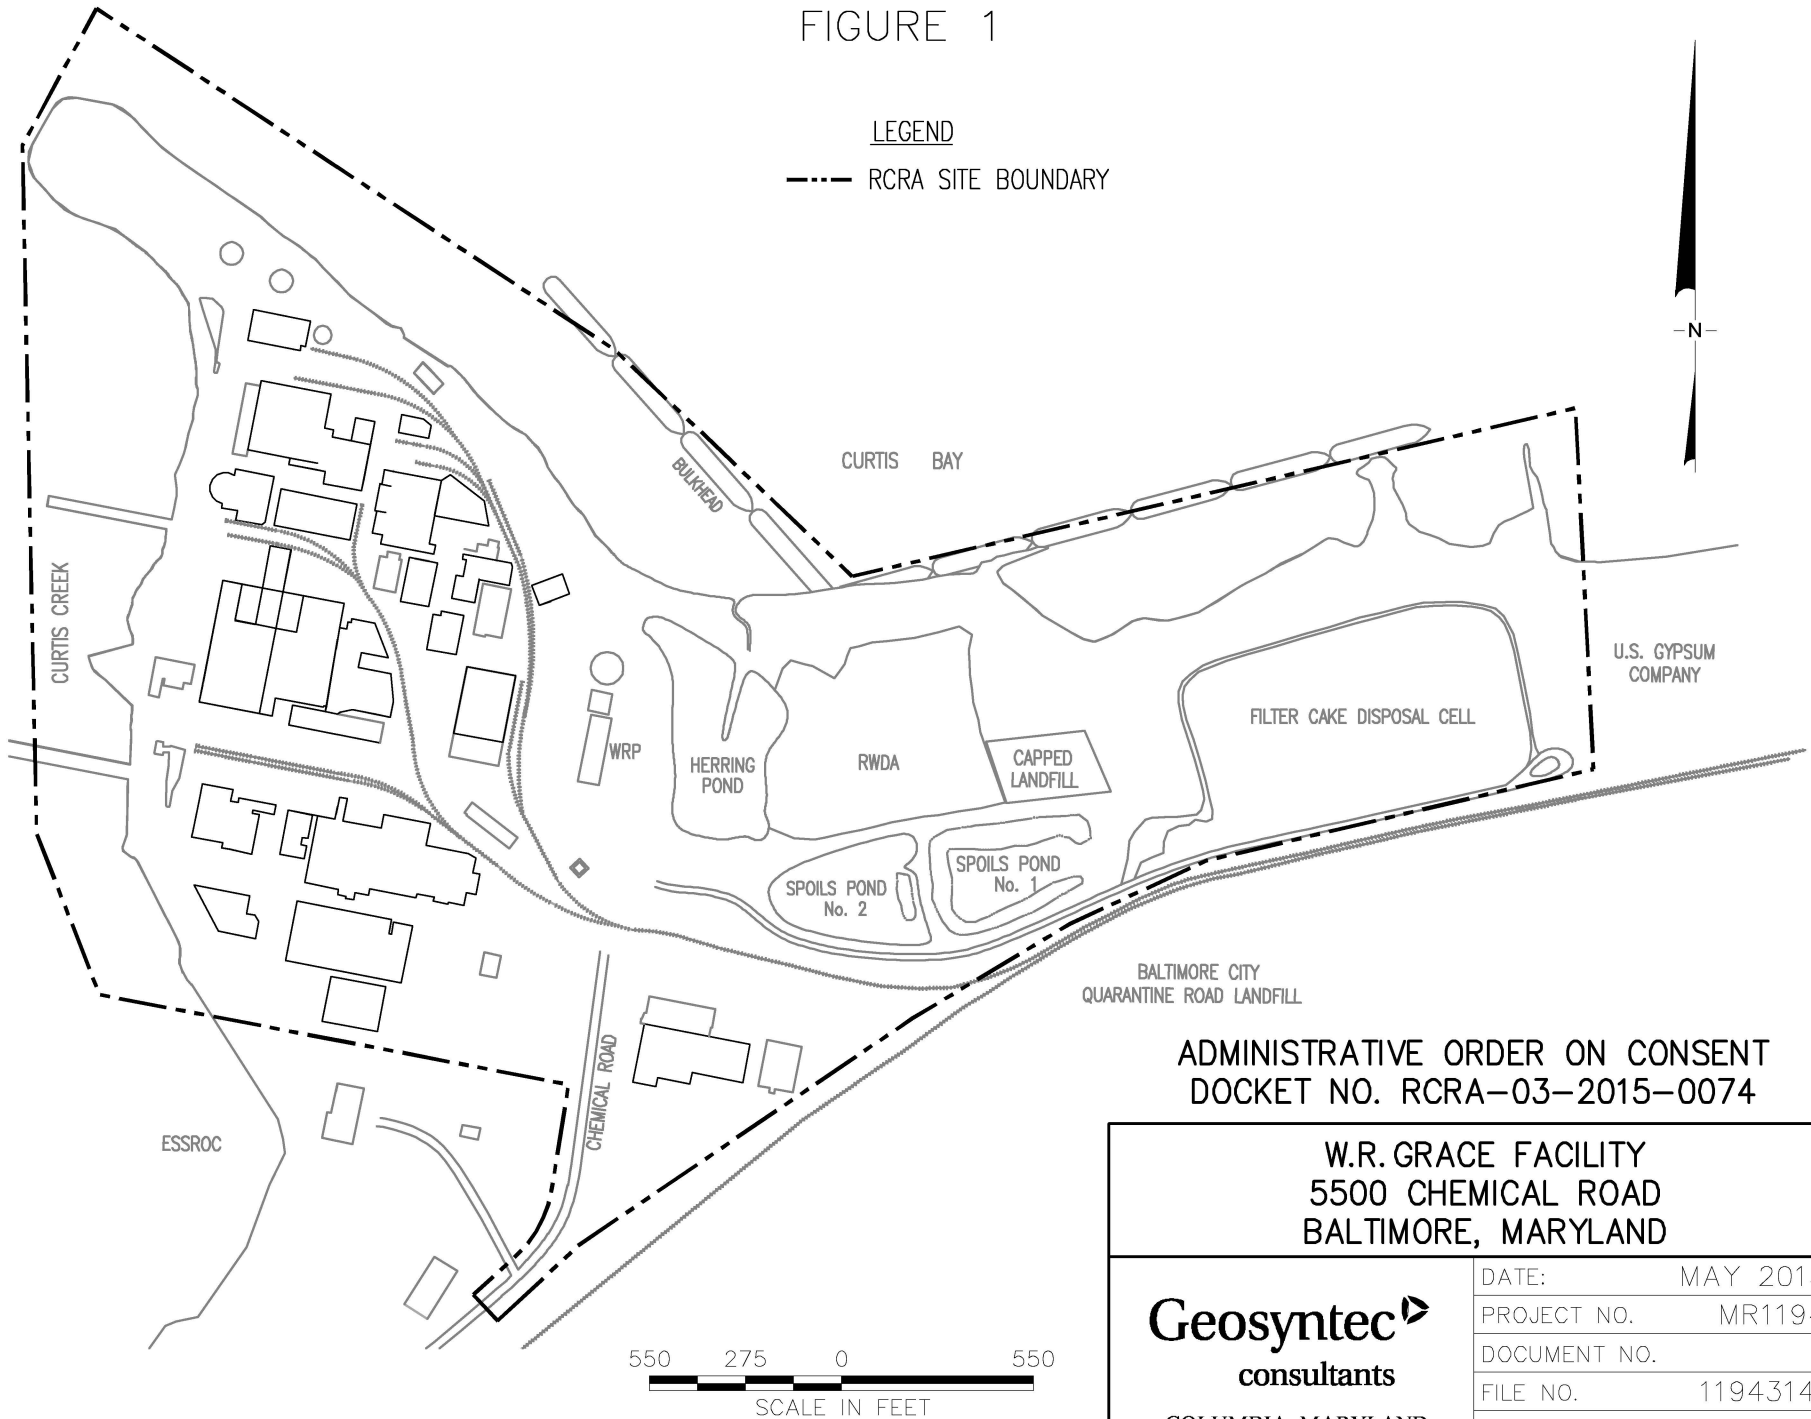 FIGURE 1
LEGEND
RCRA SITE BOUNDARY
-N-
CURTIS BAY
BULKHEAD
CURTIS CREEK
U.S. GYPSUM
COMPANY
FILTER CAKE DISPOSAL CELL
WRP
HERRING
POND
RWDA
CAPPED
LANDFILL
SPOILS POND
No. 1
SPOILS POND
No. 2
BALTIMORE CITY
QUARANTINE ROAD LANDFILL
CHEMICAL ROAD
ESSROC
ADMINISTRATIVE ORDER ON CONSENT
DOCKET NO. RCRA-03-2015-0074
W.R. GRACE FACILITY
5500 CHEMICAL ROAD
BALTIMORE, MARYLAND
Geosyntec
consultants
DATE: MAY
PROJECT NO.
DOCUMENT NO.
FILE NO.
550 275 0 550
SCALE IN FEET